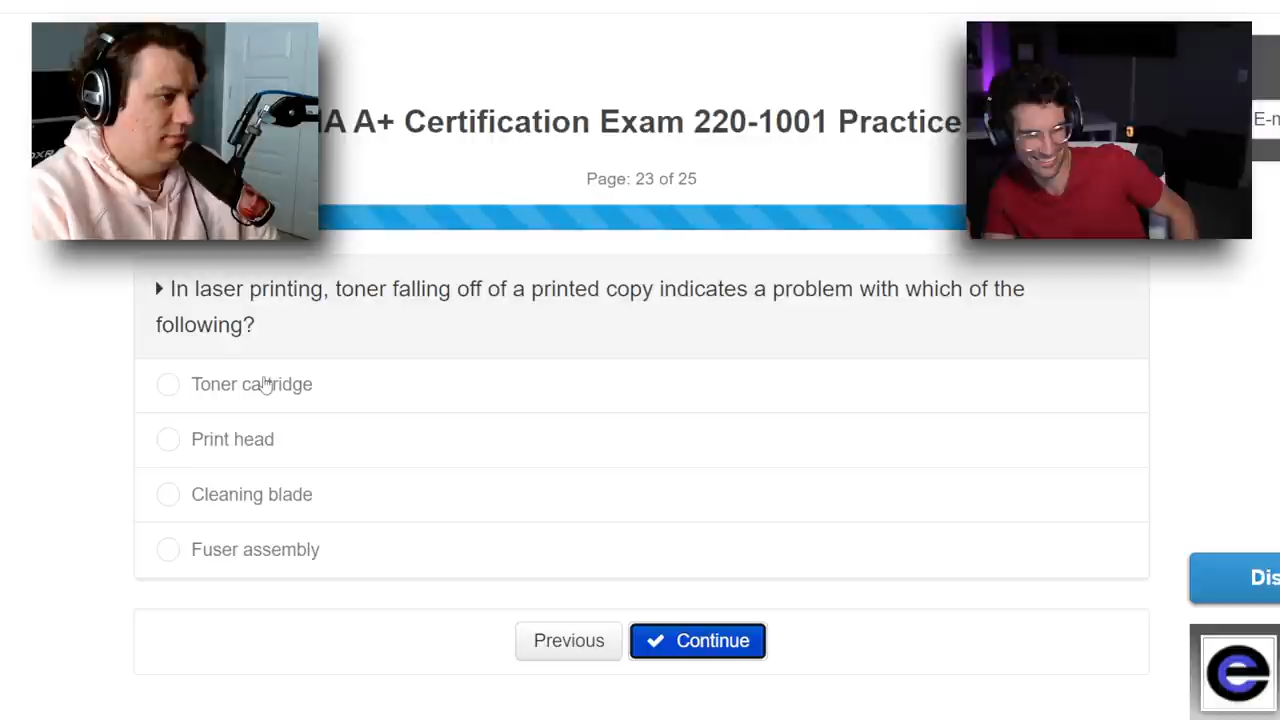 IA A+ Certification Exam 220-1001 Practice
E-m
Page: 23 of 25
In laser printing, toner falling off of a printed copy indicates a problem with which of the
following?
Toner cartridge
Print head
Cleaning blade
Fuser assembly
Previous
Continue
Dis
e